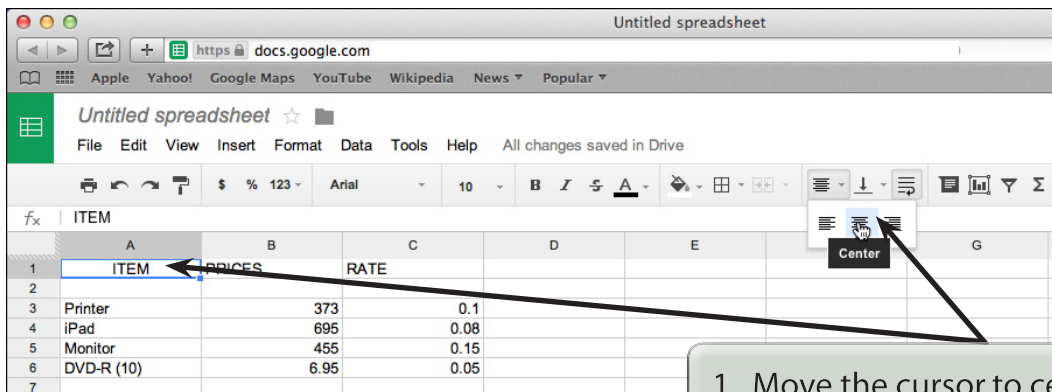 Untitled spreadsheet
https docs.google.com
Apple Yahoo! Google Maps YouTube Wikipedia News Popular
Untitled spreadsheet
File Edit View Insert Format Data Tools Help All changes saved in Drive
$ % 123 Arial 10 B I S A Σ
fx ITEM
Center
A B C D E G
1 ITEM PRICES RATE
2
3 Printer 373 0.1
4 iPad 695 0.08
5 Monitor 455 0.15
6 DVD-R (10) 6.95 0.05
7
1 Move the cursor to ce